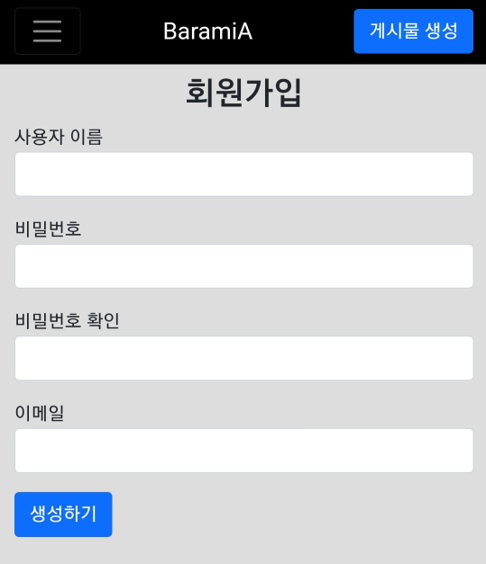 BaramiA
게시물 생성
회원가입
사용자 이름
비밀번호
비밀번호 확인
이메일
생성하기